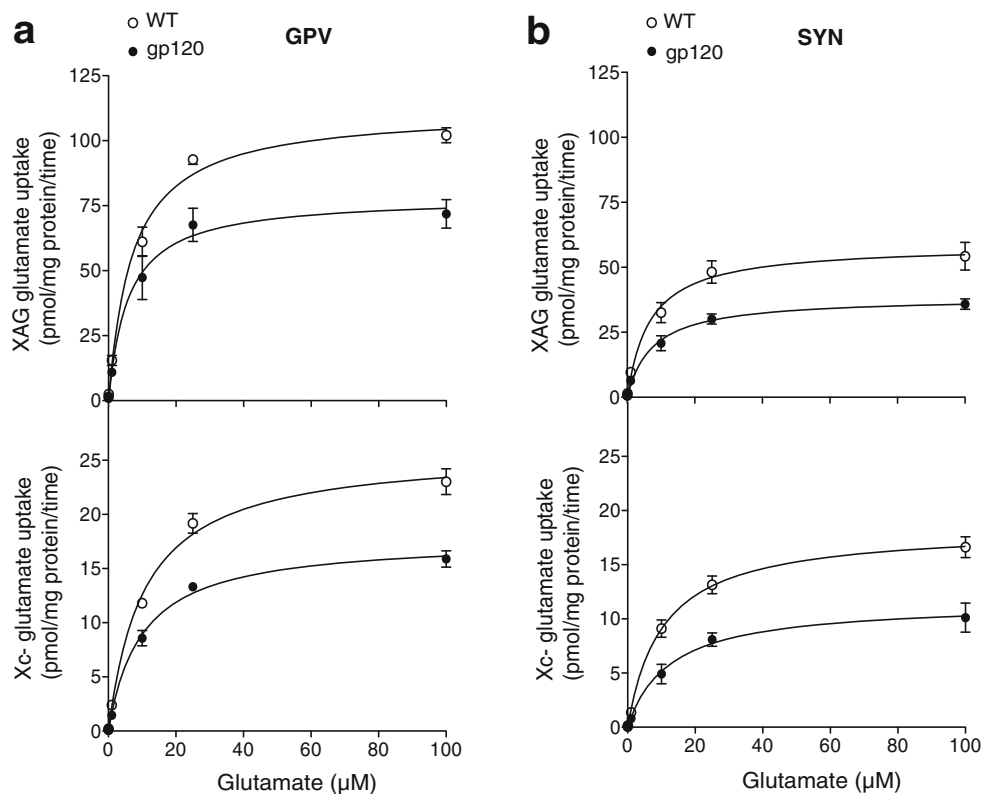 a
WT
gp120
GPV
125
100
75
50
25
0
XAG glutamate uptake
(pmol/mg protein/time)
25
20
15
10
5
0
Xc- glutamate uptake
(pmol/mg protein/time)
0 20 40 60 80 100
Glutamate (µM)
b
WT
gp120
SYN
125
100
75
50
25
0
XAG glutamate uptake
(pmol/mg protein/time)
25
20
15
10
5
0
Xc- glutamate uptake
(pmol/mg protein/time)
0 20 40 60 80 100
Glutamate (µM)